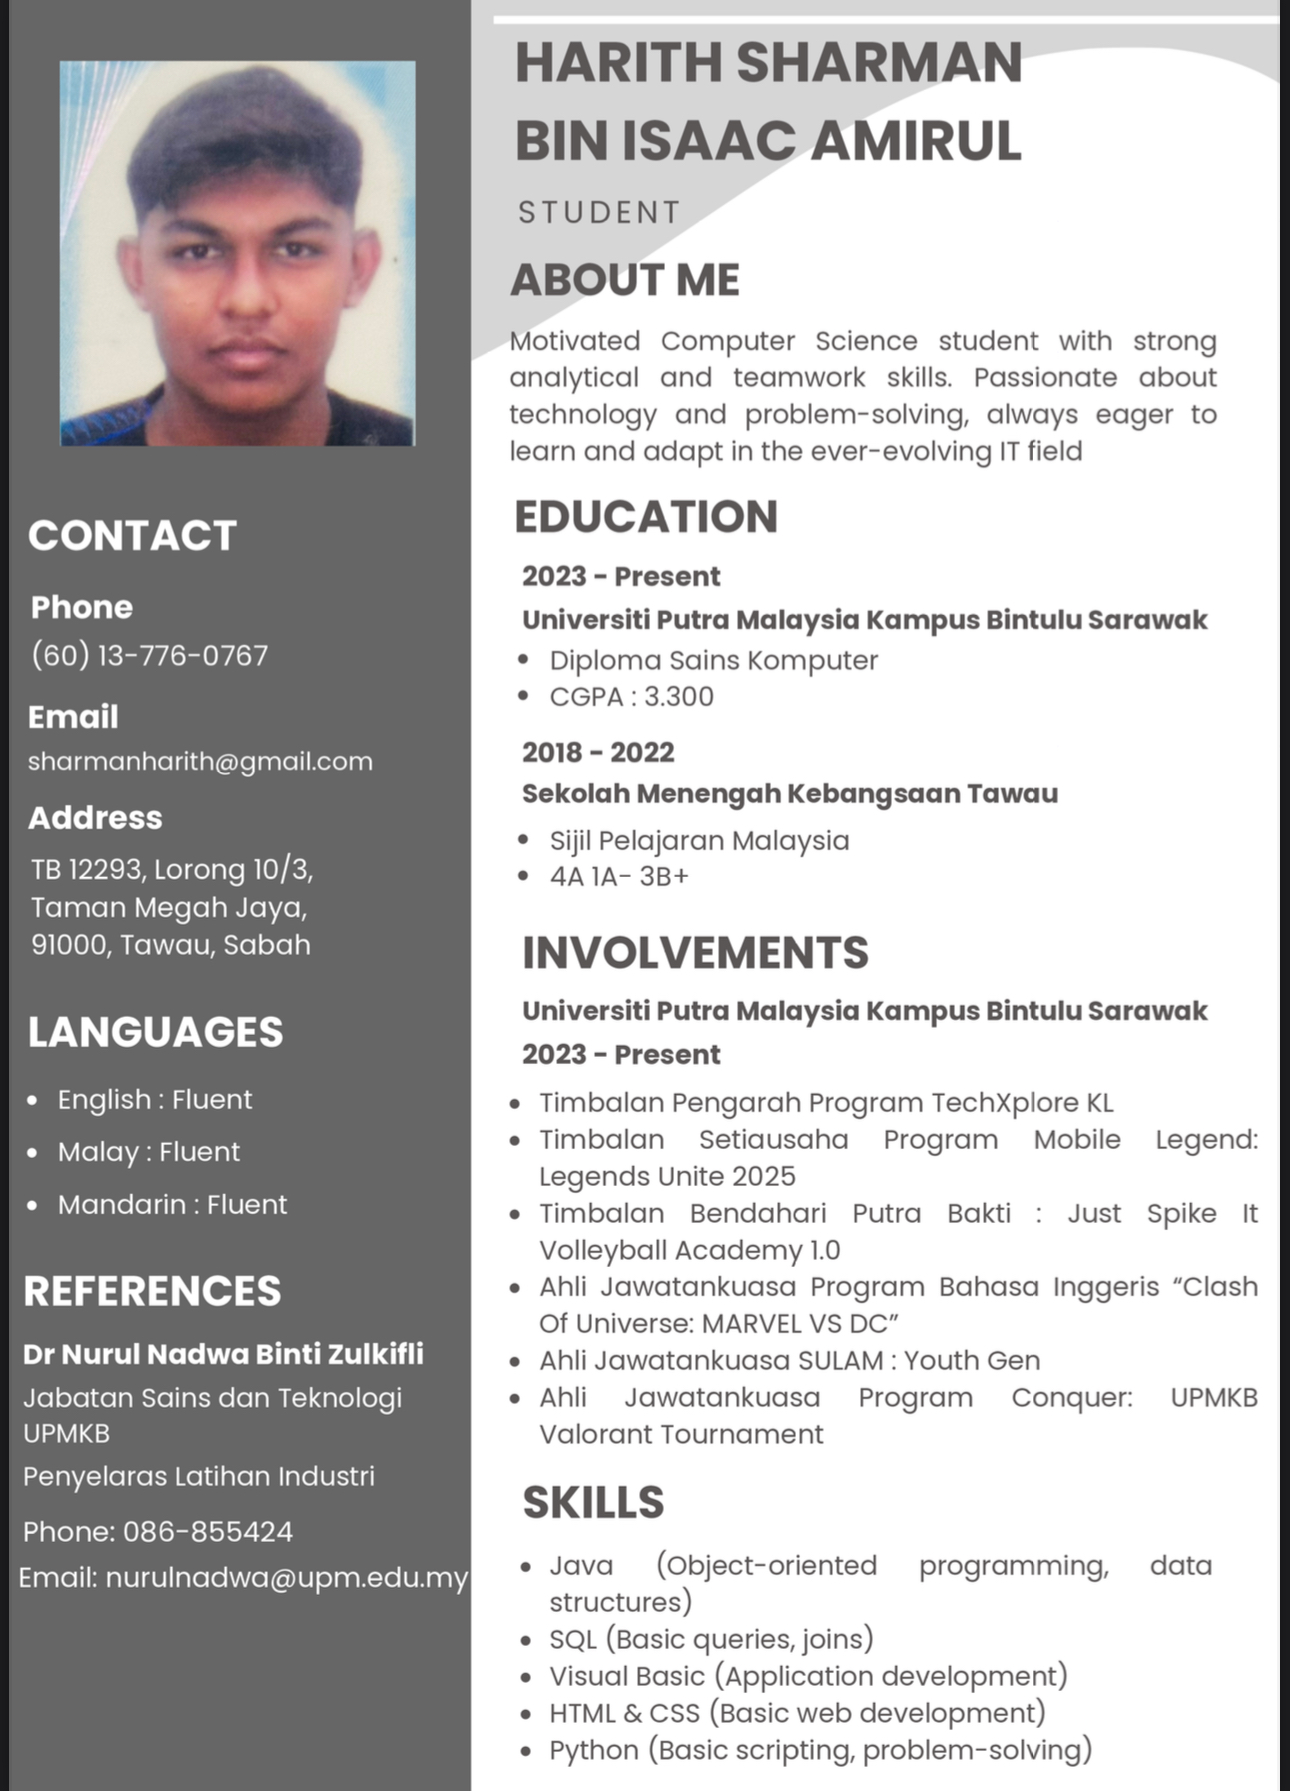 HARITH SHARMAN
BIN ISAAC AMIRUL
STUDENT
ABOUT ME
Motivated Computer Science student with strong
analytical and teamwork skills. Passionate about
technology and problem-solving, always eager to
learn and adapt in the ever-evolving IT field
EDUCATION
2023 - Present
Universiti Putra Malaysia Kampus Bintulu Sarawak
• Diploma Sains Komputer
• CGPA : 3.300
2018 - 2022
Sekolah Menengah Kebangsaan Tawau
• Sijil Pelajaran Malaysia
• 4A 1A- 3B+
INVOLVEMENTS
Universiti Putra Malaysia Kampus Bintulu Sarawak
2023 - Present
• Timbalan Pengarah Program TechXplore KL
• Timbalan Setiausaha Program Mobile Legend:
Legends Unite 2025
• Timbalan Bendahari Putra Bakti : Just Spike It
Volleyball Academy 1.0
• Ahli Jawatankuasa Program Bahasa Inggeris “Clash
Of Universe: MARVEL VS DC”
• Ahli Jawatankuasa SULAM : Youth Gen
• Ahli Jawatankuasa Program Conquer: UPMKB
Valorant Tournament
SKILLS
• Java (Object-oriented programming, data
structures)
• SQL (Basic queries, joins)
• Visual Basic (Application development)
• HTML & CSS (Basic web development)
• Python (Basic scripting, problem-solving)
CONTACT
Phone
(60) 13-776-0767
Email
sharmanharith@gmail.com
Address
TB 12293, Lorong 10/3,
Taman Megah Jaya,
91000, Tawau, Sabah
LANGUAGES
• English : Fluent
• Malay : Fluent
• Mandarin : Fluent
REFERENCES
Dr Nurul Nadwa Binti Zulkifli
Jabatan Sains dan Teknologi
UPMKB
Penyelaras Latihan Industri
Phone: 086-855424
Email: nurulnadwa@upm.edu.my